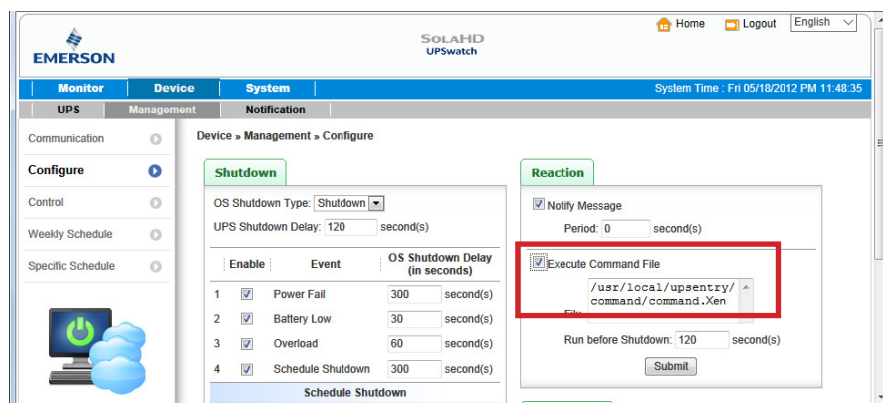 Home Logout English
EMERSON
SOLAHD
UPSwatch
Monitor Device System System Time : Fri 05/18/2012 PM 11:48:35
UPS Management Notification
Communication
Configure
Control
Weekly Schedule
Specific Schedule
Device » Management » Configure
Shutdown
OS Shutdown Type: Shutdown
UPS Shutdown Delay: 120 second(s)
Enable Event OS Shutdown Delay
(in seconds)
1 Power Fail 300 second(s)
2 Battery Low 30 second(s)
3 Overload 60 second(s)
4 Schedule Shutdown 300 second(s)
Schedule Shutdown
Reaction
Notify Message
Period: 0 second(s)
Execute Command File
/usr/local/upsentry/
command/command.Xen
File:
Run before Shutdown: 120 second(s)
Submit